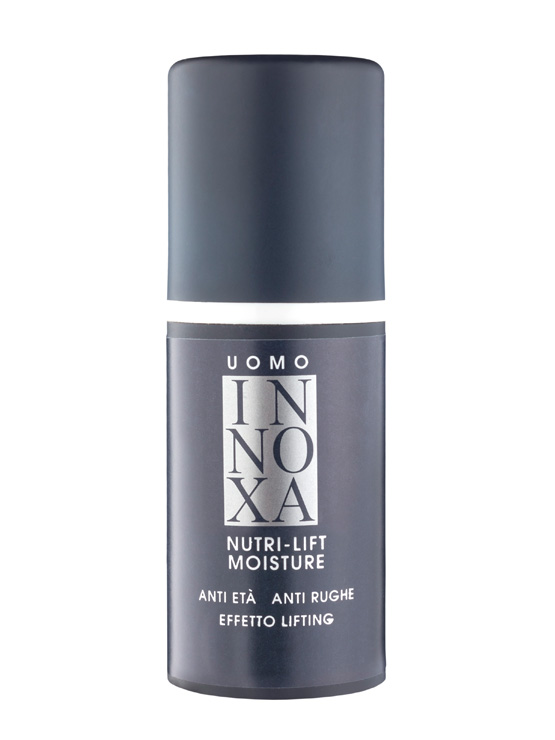 UOMO
IN
NO
XA
NUTRI-LIFT
MOISTURE
ANTI ETÀ ANTI RUGHE
EFFETTO LIFTING